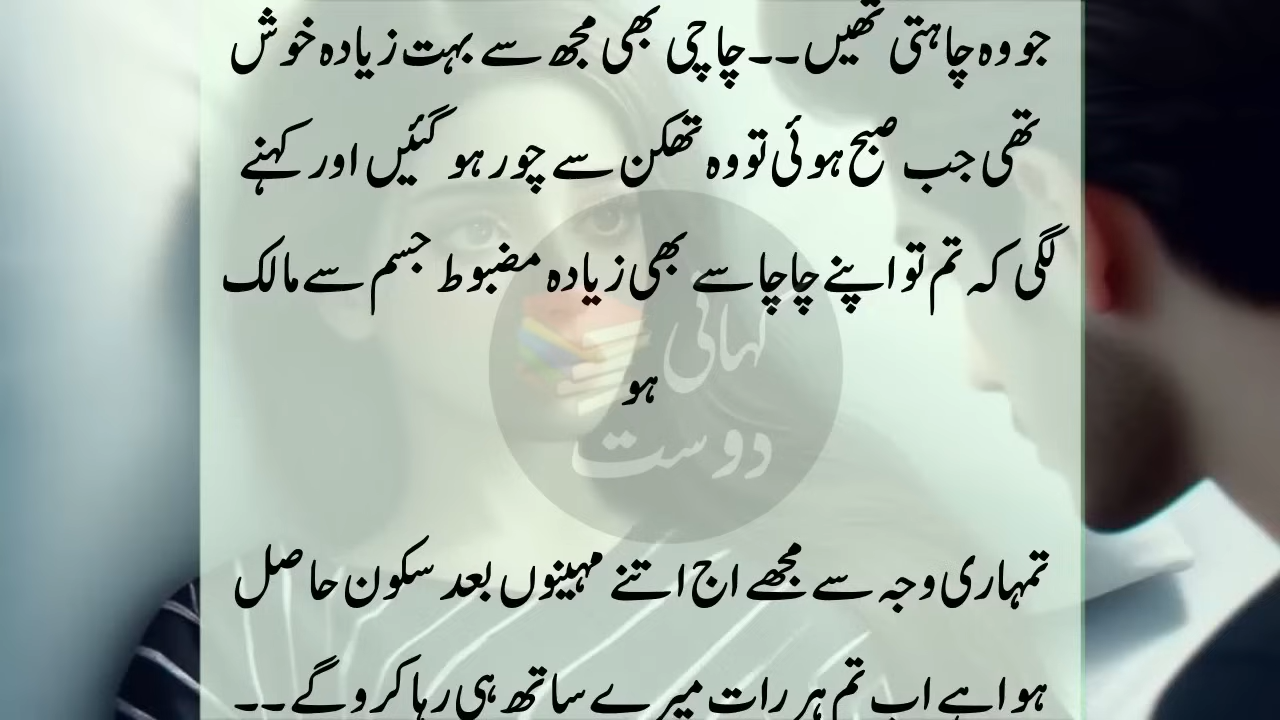 جو وہ چاہتی تھیں۔۔چاچی بھی مجھ سے بہت زیادہ خوش
تھی جب صبح ہوئی تو وہ تھکن سے چور ہو گئیں اور کہنے
لگی کہ تم تو اپنے چاچا سے بھی زیادہ مضبوط جسم سے مالک
ہو
کہانی
دوست
تمہاری وجہ سے مجھے اج اتنے مہینوں بعد سکون حاصل
ہوا ہے اب تم ہر رات میرے ساتھ ہی رہا کرو گے۔۔